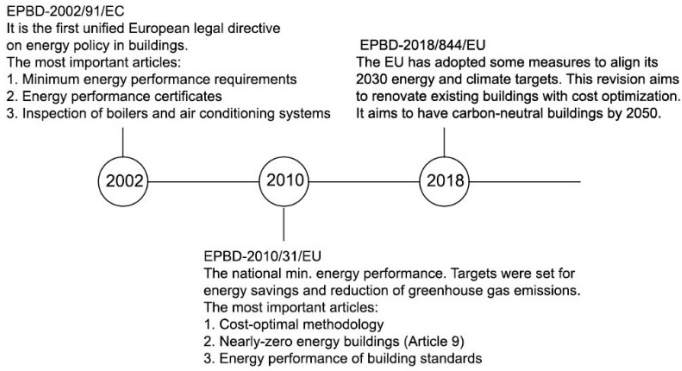 EPBD-2002/91/EC
It is the first unified European legal directive
on energy policy in buildings.
The most important articles:
1. Minimum energy performance requirements
2. Energy performance certificates
3. Inspection of boilers and air conditioning systems
EPBD-2018/844/EU
The EU has adopted some measures to align its
2030 energy and climate targets. This revision aims
to renovate existing buildings with cost optimization.
It aims to have carbon-neutral buildings by 2050.
2002
2010
2018
EPBD-2010/31/EU
The national min. energy performance. Targets were set for
energy savings and reduction of greenhouse gas emissions.
The most important articles:
1. Cost-optimal methodology
2. Nearly-zero energy buildings (Article 9)
3. Energy performance of building standards